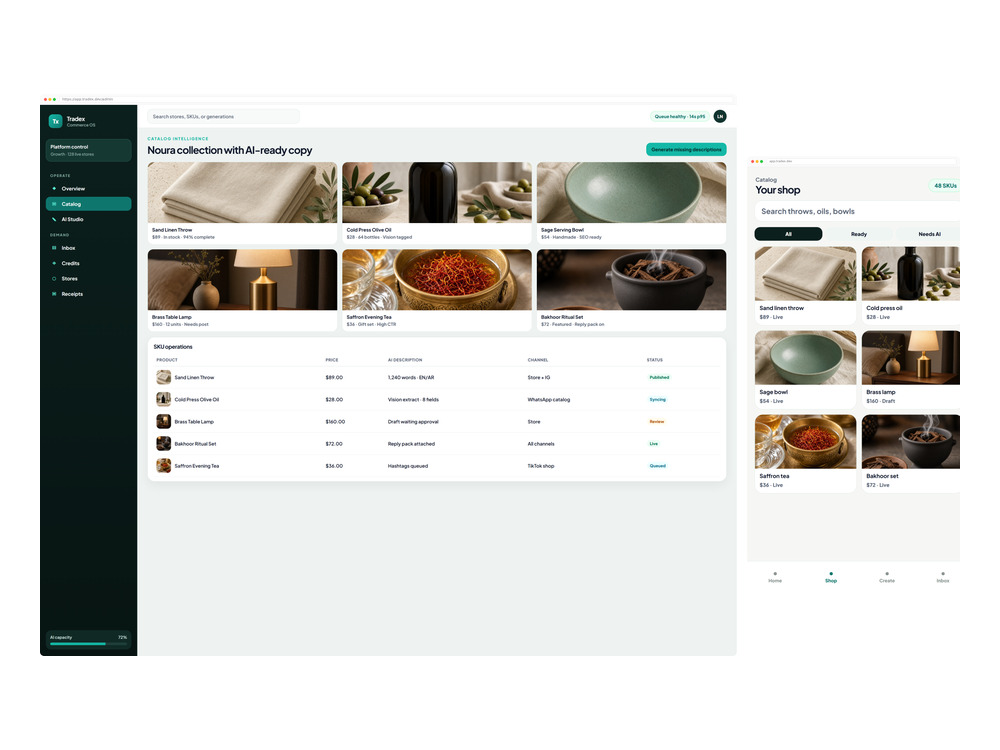 https://app.tradex.dev/admin
Tx
Tradex
Commerce OS
Platform control
Growth · 128 live stores
OPERATE
Overview
Catalog
AI Studio
DEMAND
Inbox
Credits
Stores
Receipts
AI capacity 72%
Search stores, SKUs, or generations
Queue healthy · 14s p95
LN
CATALOG INTELLIGENCE
Noura collection with AI-ready copy
Generate missing descriptions
Sand Linen Throw
$89 · In stock · 94% complete
Cold Press Olive Oil
$28 · 64 bottles · Vision tagged
Sage Serving Bowl
$54 · Handmade · SEO ready
Brass Table Lamp
$160 · 12 units · Needs post
Saffron Evening Tea
$36 · Gift set · High CTR
Bakhoor Ritual Set
$72 · Featured · Reply pack on
SKU operations
PRODUCT PRICE AI DESCRIPTION CHANNEL STATUS
Sand Linen Throw $89.00 1,240 words · EN/AR Store + IG Published
Cold Press Olive Oil $28.00 Vision extract · 8 fields WhatsApp catalog Syncing
Brass Table Lamp $160.00 Draft waiting approval Store Review
Bakhoor Ritual Set $72.00 Reply pack attached All channels Live
Saffron Evening Tea $36.00 Hashtags queued TikTok shop Queued
app.tradex.dev
Catalog
Your shop
48 SKUs
Search throws, oils, bowls
All Ready Needs AI
Sand linen throw
$89 · Live
Cold press oil
$28 · Live
Sage bowl
$54 · Live
Brass lamp
$160 · Draft
Saffron tea
$36 · Live
Bakhoor set
$72 · Live
Home Shop Create Inbox